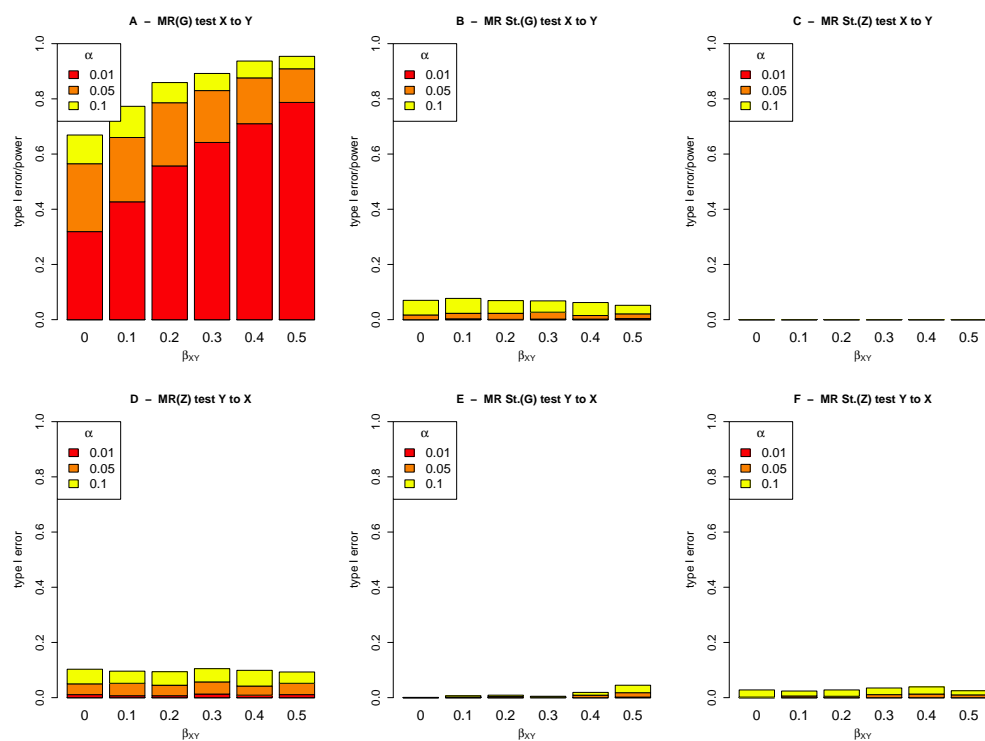 A − MR(G) test X to Y
α
0.01
0.05
0.1
type I error/power
0.0 0.2 0.4 0.6 0.8 1.0
0 0.1 0.2 0.3 0.4 0.5
βXY
B − MR St.(G) test X to Y
α
0.01
0.05
0.1
type I error/power
0.0 0.2 0.4 0.6 0.8 1.0
0 0.1 0.2 0.3 0.4 0.5
βXY
C − MR St.(Z) test X to Y
α
0.01
0.05
0.1
type I error/power
0.0 0.2 0.4 0.6 0.8 1.0
0 0.1 0.2 0.3 0.4 0.5
βXY
D − MR(Z) test Y to X
α
0.01
0.05
0.1
type I error
0.0 0.2 0.4 0.6 0.8 1.0
0 0.1 0.2 0.3 0.4 0.5
βXY
E − MR St.(G) test Y to X
α
0.01
0.05
0.1
type I error
0.0 0.2 0.4 0.6 0.8 1.0
0 0.1 0.2 0.3 0.4 0.5
βXY
F − MR St.(Z) test Y to X
α
0.01
0.05
0.1
type I error
0.0 0.2 0.4 0.6 0.8 1.0
0 0.1 0.2 0.3 0.4 0.5
βXY